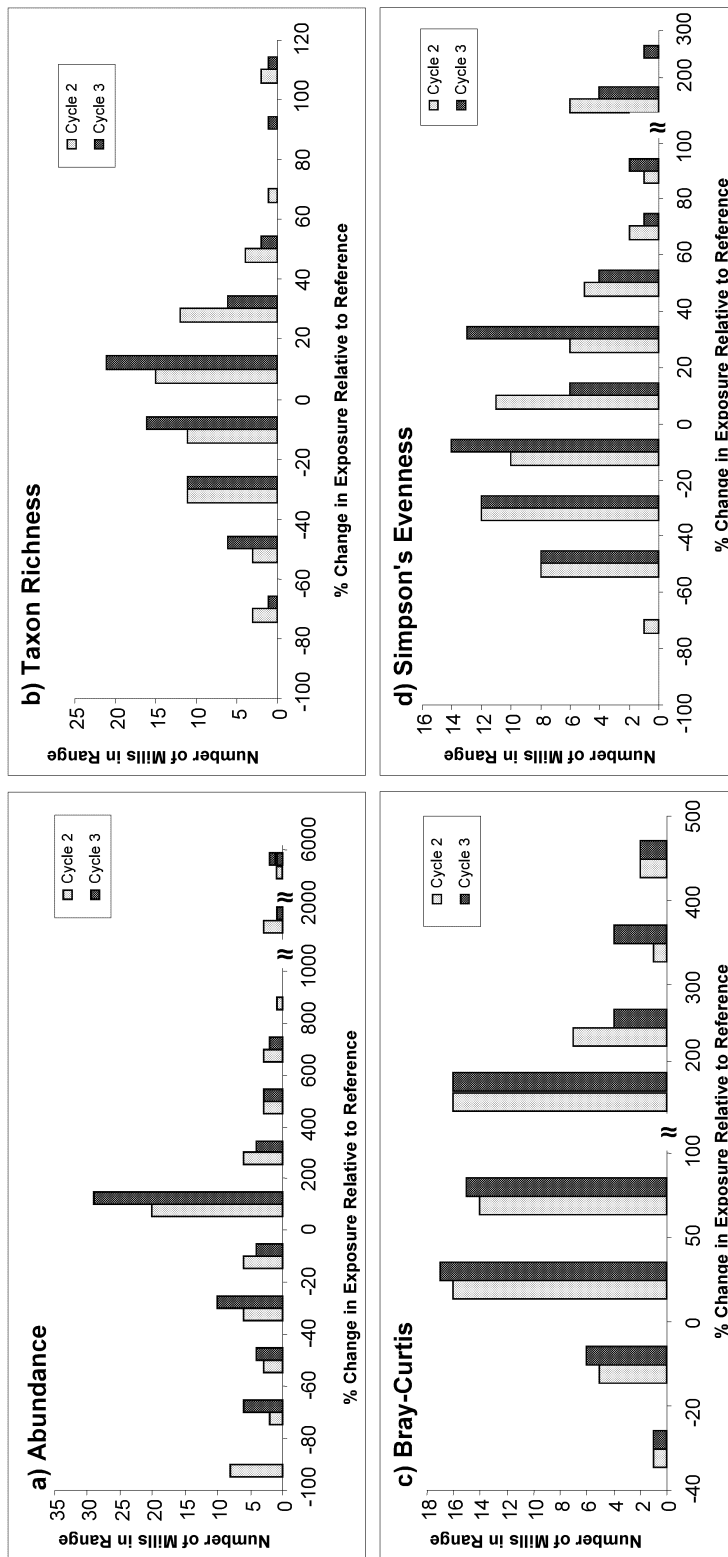 a) Abundance
Number of Mills in Range
35
30
25
20
15
10
5
0
-100 -80 -60 -40 -20 0 200 400 600 800 1000 2000 6000
≈ ≈
% Change in Exposure Relative to Reference
Cycle 2
Cycle 3
b) Taxon Richness
Number of Mills in Range
25
20
15
10
5
0
-100 -80 -60 -40 -20 0 20 40 60 80 100 120
% Change in Exposure Relative to Reference
Cycle 2
Cycle 3
c) Bray-Curtis
Number of Mills in Range
18
16
14
12
10
8
6
4
2
0
-40 -20 0 50 100 200 300 400 500
≈
% Change in Exposure Relative to Reference
Cycle 2
Cycle 3
d) Simpson's Evenness
Number of Mills in Range
16
14
12
10
8
6
4
2
0
-100 -80 -60 -40 -20 0 20 40 60 80 100 200 300
≈
% Change in Exposure Relative to Reference
Cycle 2
Cycle 3